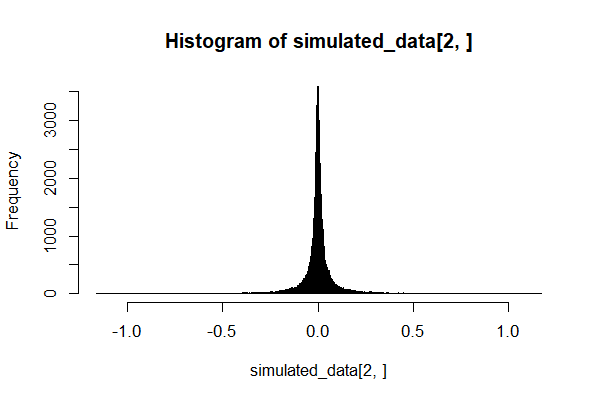 Histogram of simulated_data[2, ]
Frequency
3000
2000
1000
0
-1.0 -0.5 0.0 0.5 1.0
simulated_data[2, ]